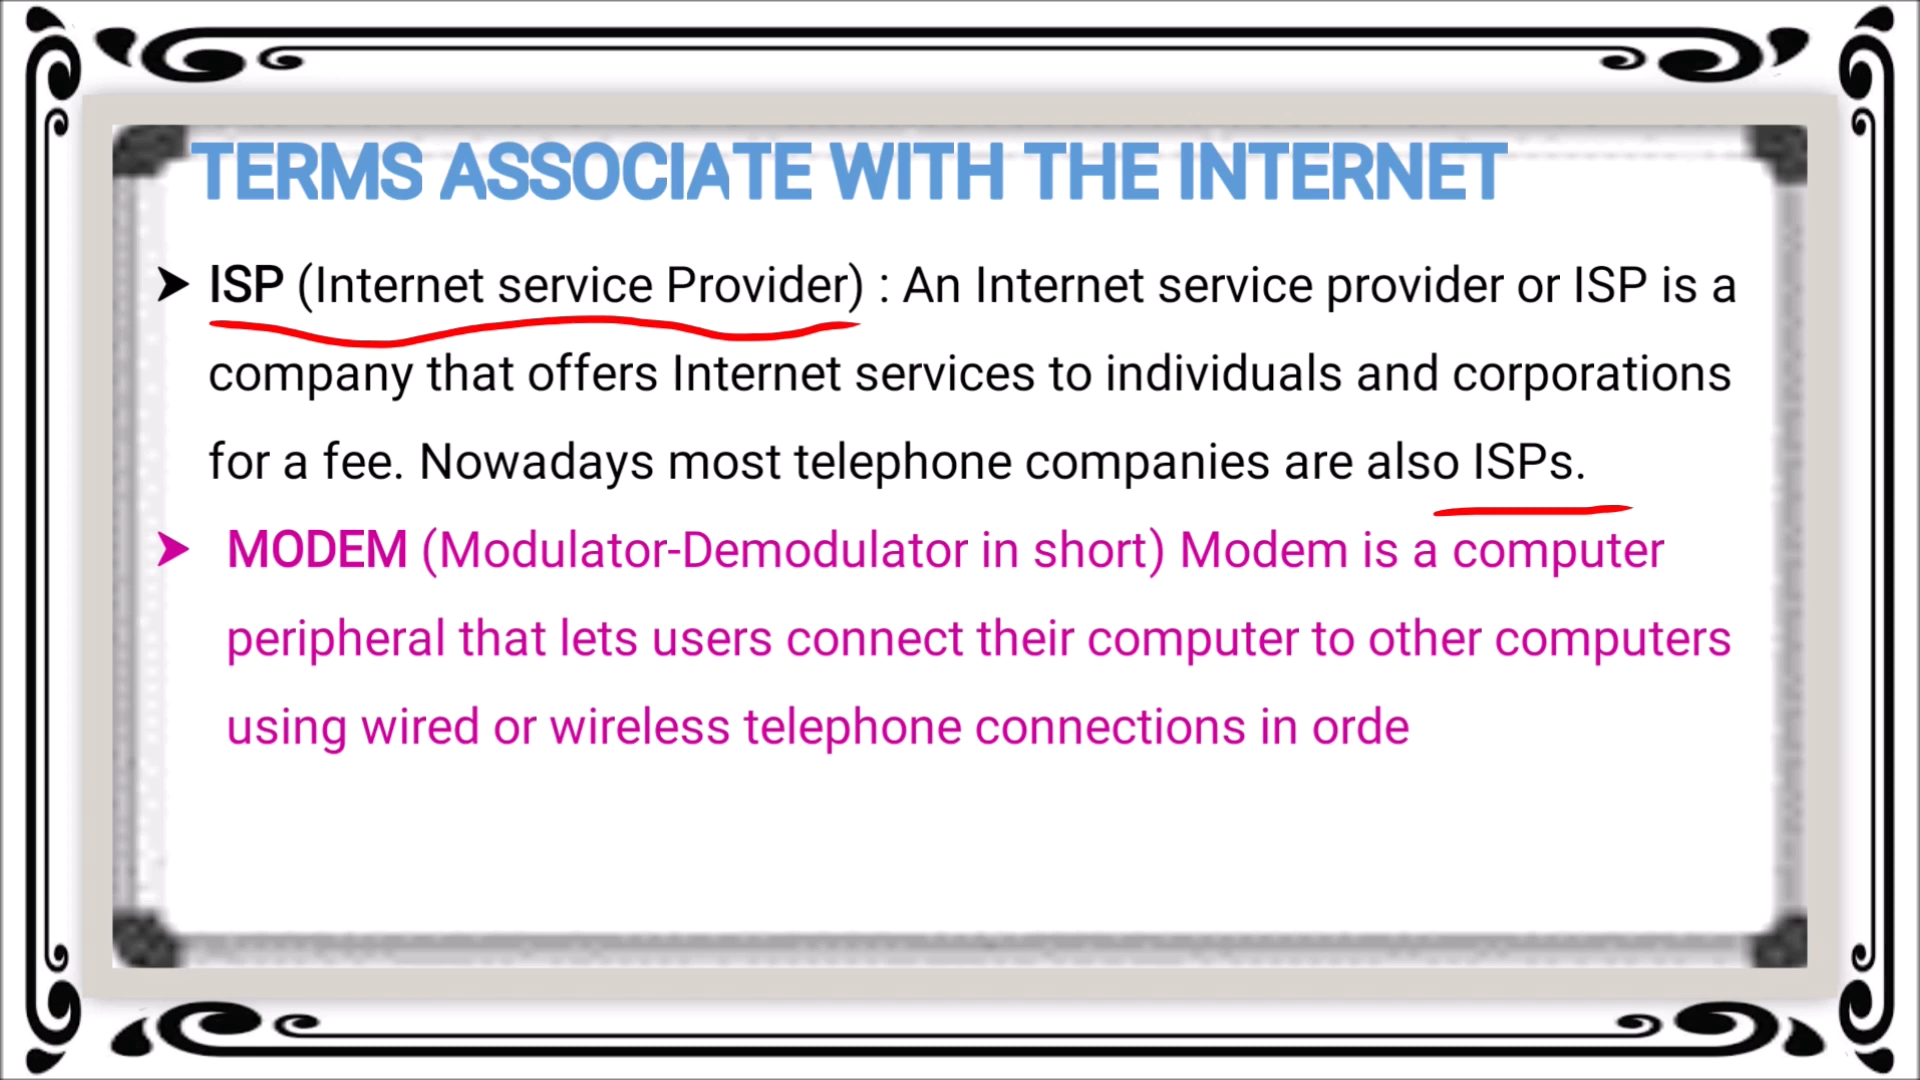 TERMS ASSOCIATE WITH THE INTERNET
➤ ISP (Internet service Provider) : An Internet service provider or ISP is a
company that offers Internet services to individuals and corporations
for a fee. Nowadays most telephone companies are also ISPs.
➤ MODEM (Modulator-Demodulator in short) Modem is a computer
peripheral that lets users connect their computer to other computers
using wired or wireless telephone connections in orde